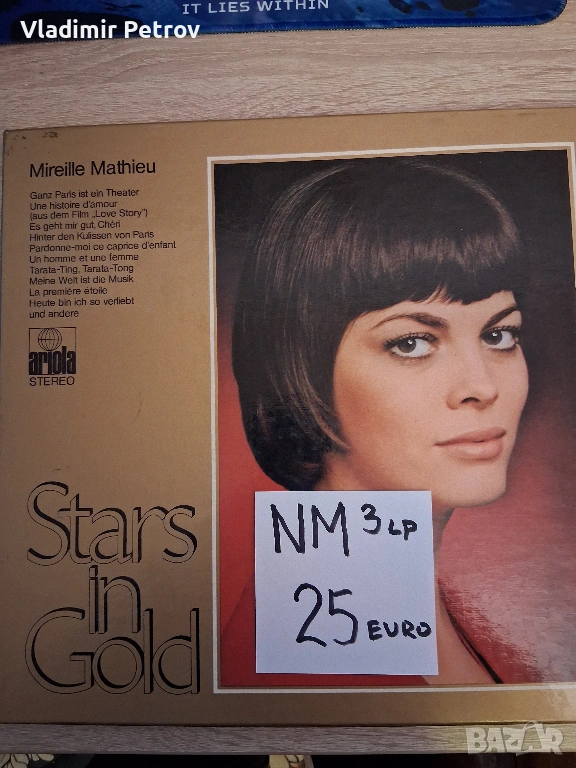 IT LIES WITHIN
Vladimir Petrov
Mireille Mathieu
Ganz Paris ist ein Theater
Une histoire d'amour
(aus dem Film „Love Story")
Es geht mir gut, Chéri
Hinter den Kulissen von Paris
Pardonne-moi ce caprice d'enfant
Un homme et une femme
Tarata-Ting, Tarata-Tong
Meine Welt ist die Musik
La première étoile
Heute bin ich so verliebt
und andere
ariola
STEREO
Stars
in
Gold
NM 3 LP
25 EURO
BAZAR